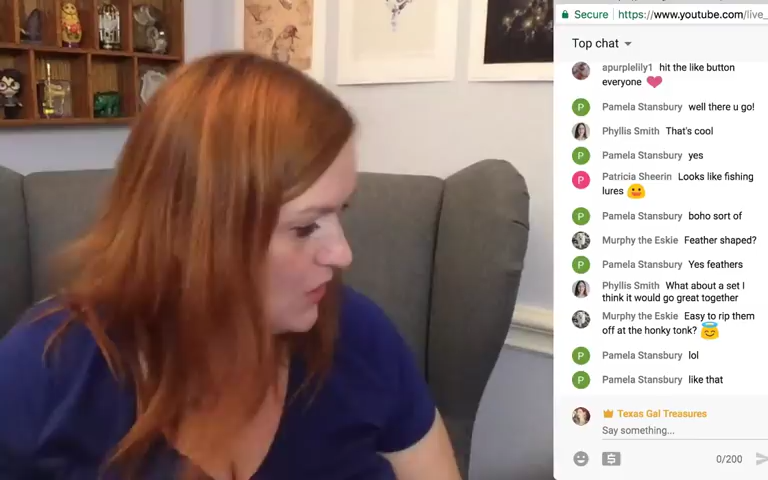 Secure https://www.youtube.com/live_
Top chat
apurplelily1 hit the like button
everyone
Pamela Stansbury well there u go!
Phyllis Smith That's cool
Pamela Stansbury yes
Patricia Sheerin Looks like fishing
lures
Pamela Stansbury boho sort of
Murphy the Eskie Feather shaped?
Pamela Stansbury Yes feathers
Phyllis Smith What about a set I
think it would go great together
Murphy the Eskie Easy to rip them
off at the honky tonk?
Pamela Stansbury lol
Pamela Stansbury like that
Texas Gal Treasures
Say something...
0/200